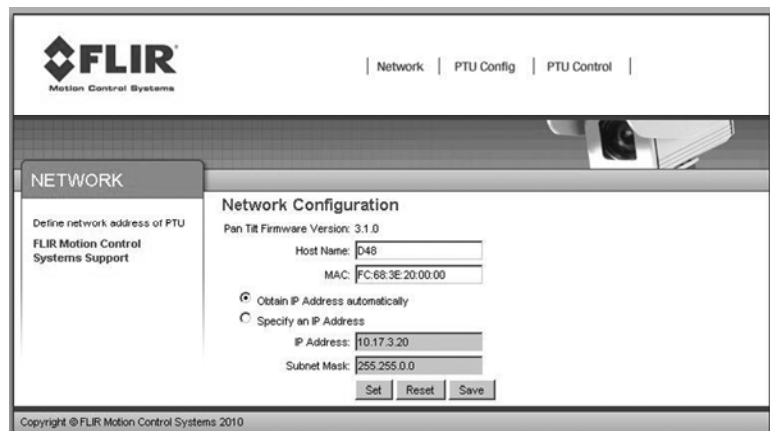 FLIR
Motion Control Systems
| Network | PTU Config | PTU Control |
NETWORK
Define network address of PTU
FLIR Motion Control
Systems Support
Network Configuration
Pan Tilt Firmware Version: 3.1.0
Host Name: D48
MAC: FC:68:3E:20:00:00
Obtain IP Address automatically
Specify an IP Address
IP Address: 10.17.3.20
Subnet Mask: 255.255.0.0
Set Reset Save
Copyright © FLIR Motion Control Systems 2010